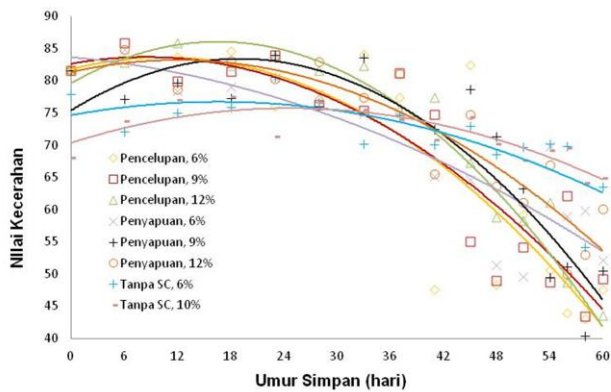 90
85
80
75
70
65
60
55
50
45
40
NIlai Kecerahan
Pencelupan, 6%
Pencelupan, 9%
Pencelupan, 12%
Penyapuan, 6%
Penyapuan, 9%
Penyapuan, 12%
Tanpa SC, 6%
Tanpa SC, 10%
0 6 12 18 24 30 36 42 48 54 60
Umur Simpan (hari)